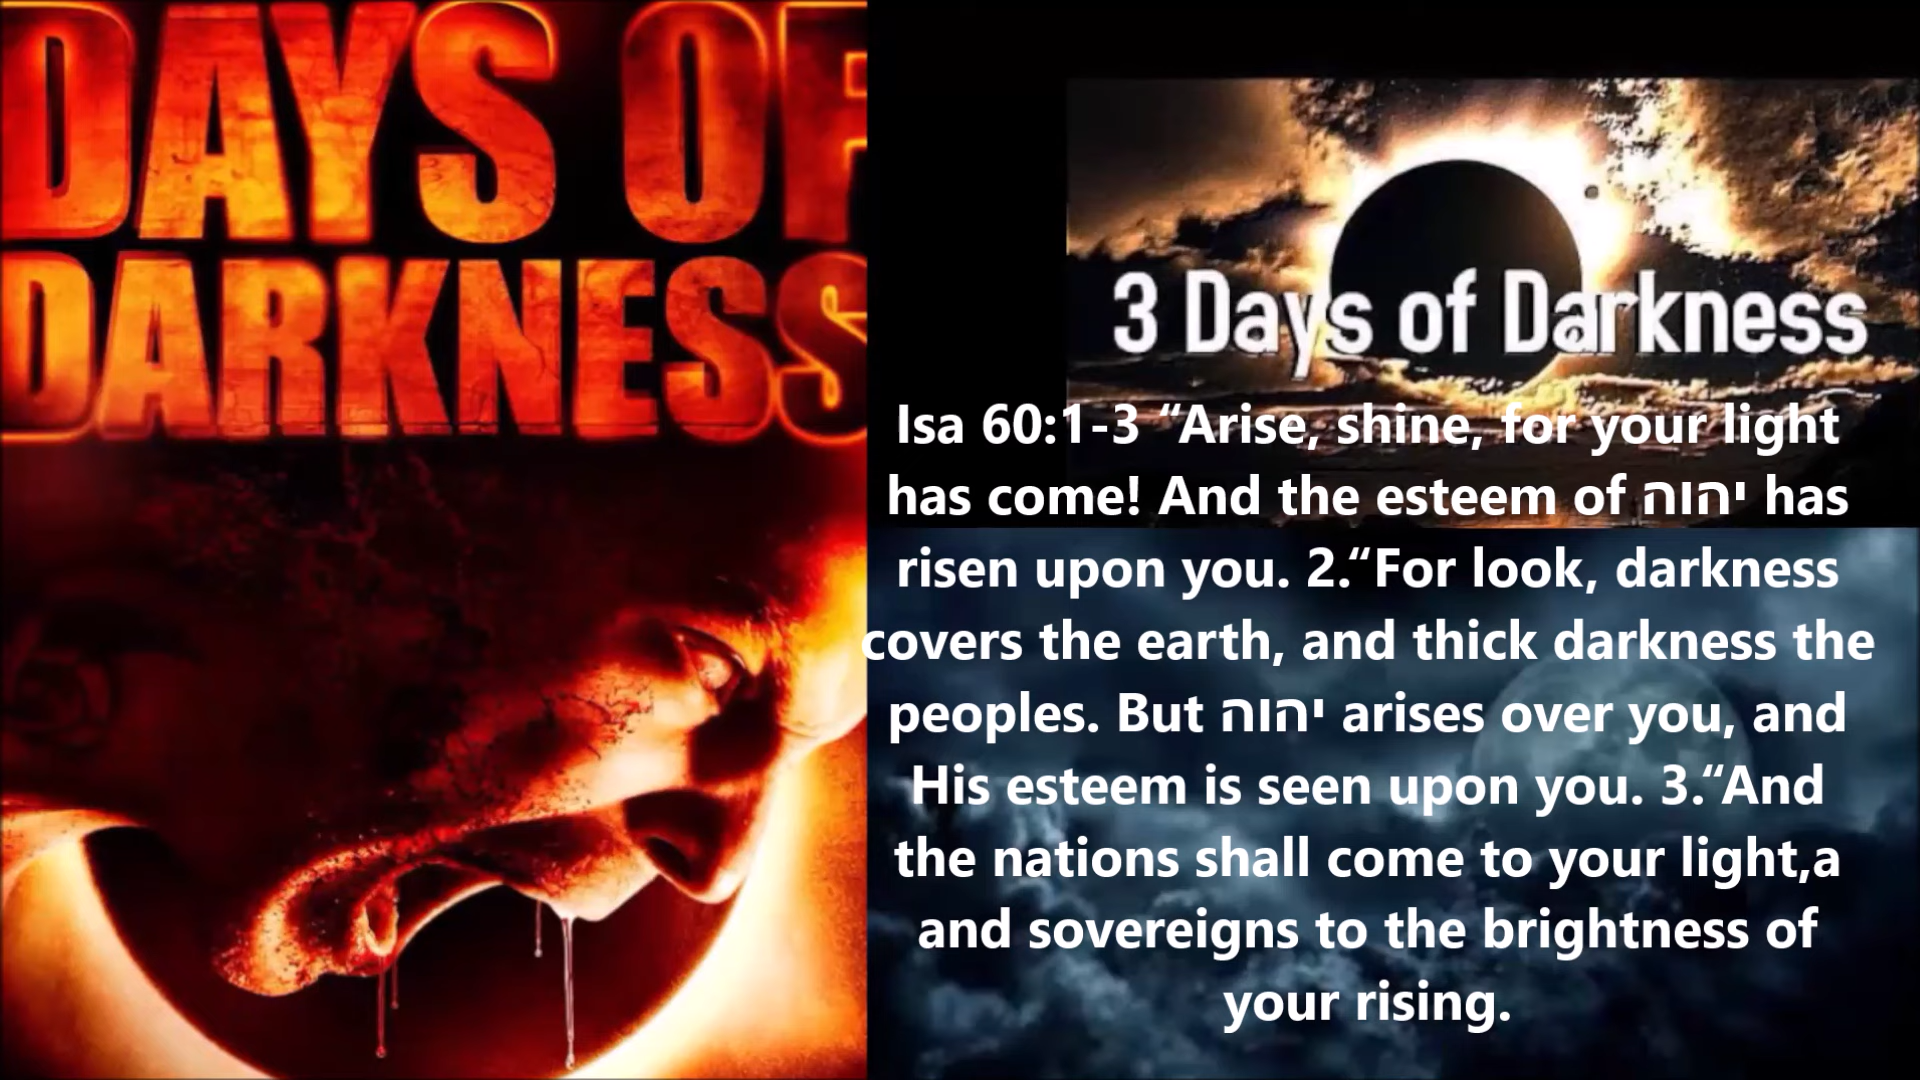 DAYS OF
DARKNESS
3 Days of Darkness
Isa 60:1-3 “Arise, shine, for your light
has come! And the esteem of יהוה has
risen upon you. 2.“For look, darkness
covers the earth, and thick darkness the
peoples. But יהוה arises over you, and
His esteem is seen upon you. 3.“And
the nations shall come to your light,a
and sovereigns to the brightness of
your rising.